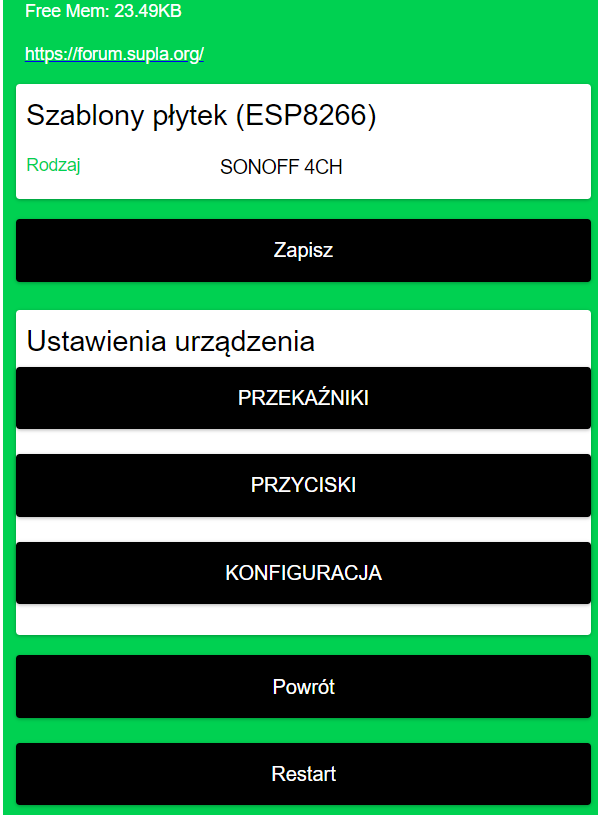 Free Mem: 23.49KB
https://forum.supla.org/
Szablony płytek (ESP8266)
Rodzaj SONOFF 4CH
Zapisz
Ustawienia urządzenia
PRZEKAŹNIKI
PRZYCISKI
KONFIGURACJA
Powrót
Restart